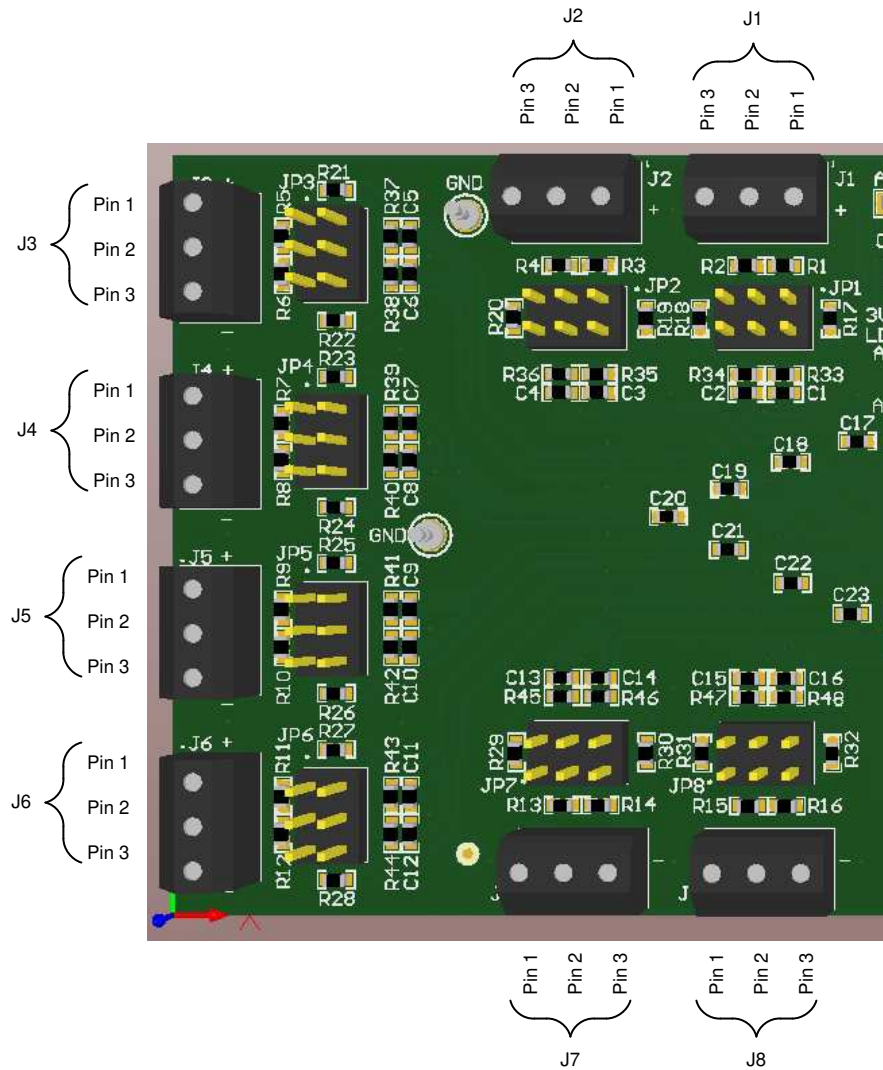 J2 J1
Pin 3 Pin 2 Pin 1 Pin 3 Pin 2 Pin 1
J3
Pin 1
Pin 2
Pin 3
J4
Pin 1
Pin 2
Pin 3
J5
Pin 1
Pin 2
Pin 3
J6
Pin 1
Pin 2
Pin 3
R21
JP3
R5
R6
R37
C5
R38
C6
R22
GND
J2
+
J1
+
R4 R3
R2 R1
JP2
JP1
R20
R19
R18
R17
R36 R35
C4 C3
R34 R33
C2 C1
J4 +
R23
JP4
R7
R8
R39
C7
R40
C8
R24
−
C17
C18
C19
C20
C21
C22
C23
GND
J5 +
R25
JP5
R9
R10
R41
C9
R42
C10
R26
−
J6 +
R27
JP6
R11
R12
R43
C11
R44
C12
R28
−
C13 C14
R45 R46
C15 C16
R47 R48
R29
R30
R31
R32
JP7
JP8
R13 R14
R15 R16
−
−
Pin 1 Pin 2 Pin 3 Pin 1 Pin 2 Pin 3
J7 J8